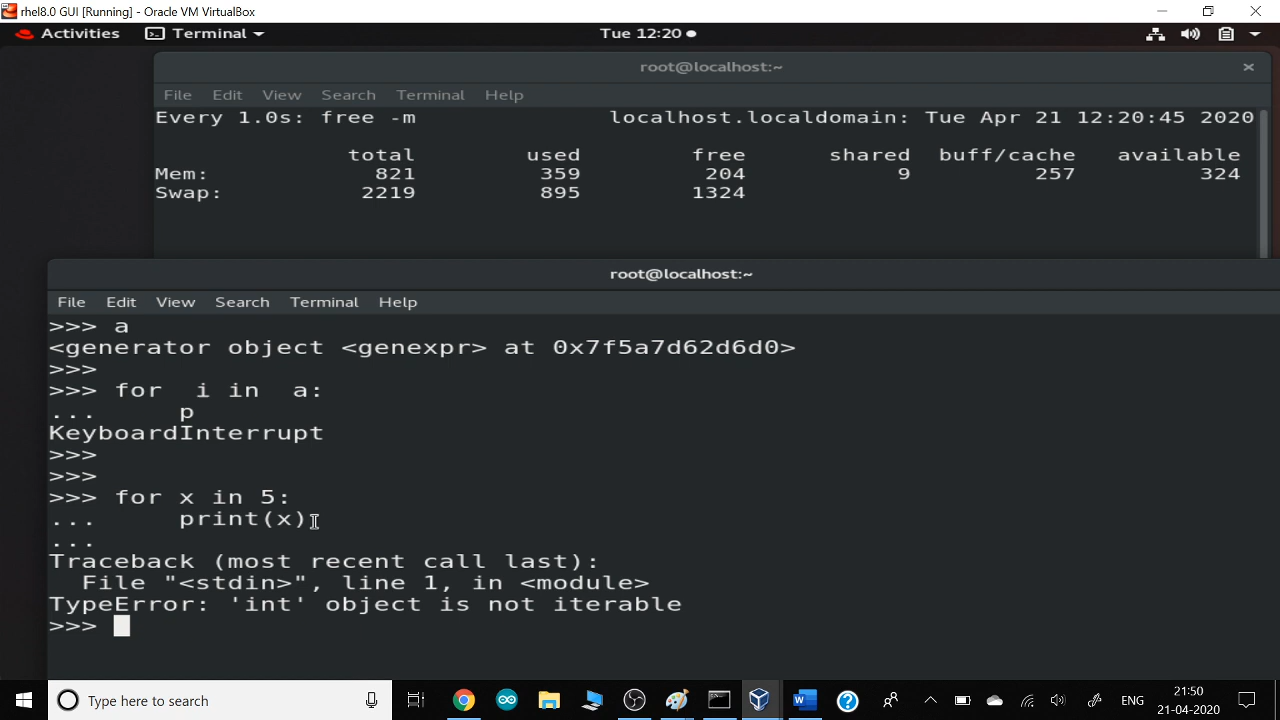 rhel8.0 GUI [Running] - Oracle VM VirtualBox
Activities Terminal Tue 12:20
root@localhost:~
File Edit View Search Terminal Help
Every 1.0s: free -m localhost.localdomain: Tue Apr 21 12:20:45 2020
total used free shared buff/cache available
Mem: 821 359 204 9 257 324
Swap: 2219 895 1324
root@localhost:~
File Edit View Search Terminal Help
>>> a
<generator object <genexpr> at 0x7f5a7d62d6d0>
>>>
>>> for  i in  a:
...     p
KeyboardInterrupt
>>>
>>>
>>> for x in 5:
...     print(x)
...
Traceback (most recent call last):
  File "<stdin>", line 1, in <module>
TypeError: 'int' object is not iterable
>>>
Type here to search ENG 21:50
21-04-2020